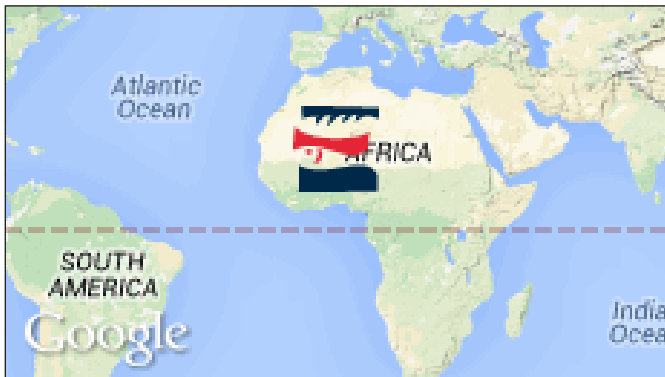 Atlantic
Ocean
AFRICA
SOUTH
AMERICA
Google
India
Ocea